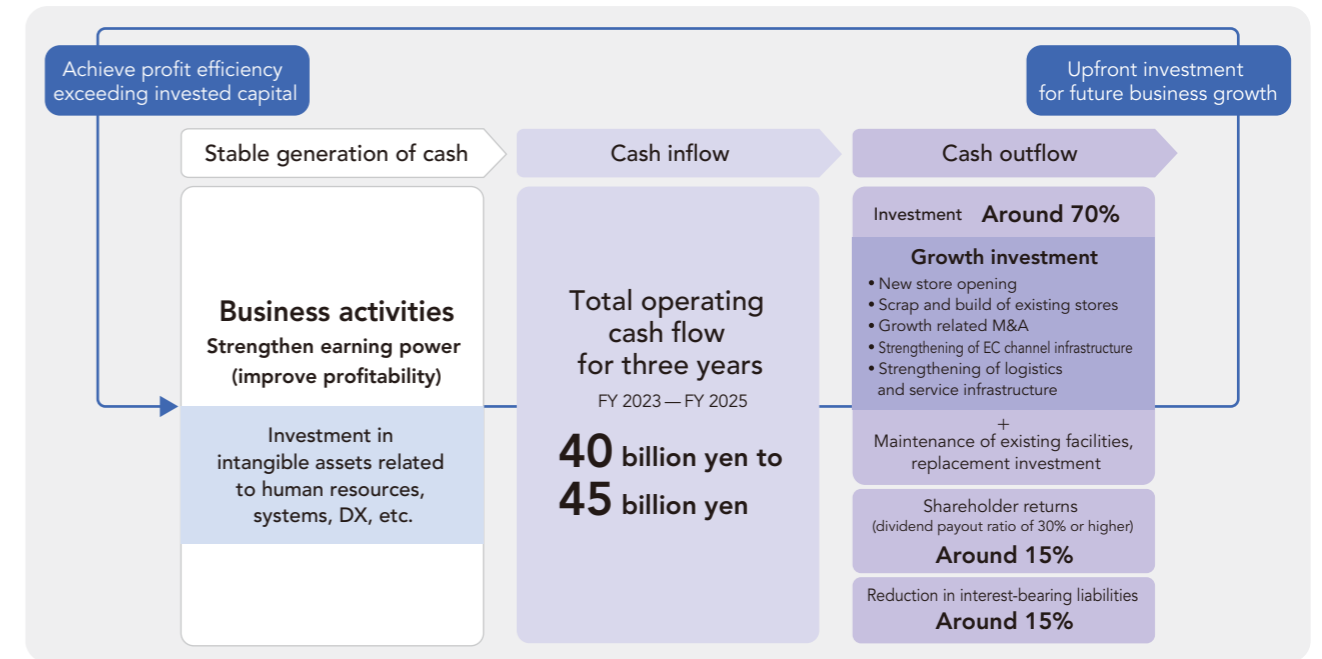 Achieve profit efficiency
exceeding invested capital
Upfront investment
for future business growth
Stable generation of cash
Cash inflow
Cash outflow
Business activities
Strengthen earning power
(improve profitability)
Investment in
intangible assets related
to human resources,
systems, DX, etc.
Total operating
cash flow
for three years
FY 2023 — FY 2025
40 billion yen to
45 billion yen
Investment Around 70%
Growth investment
• New store opening
• Scrap and build of existing stores
• Growth related M&A
• Strengthening of EC channel infrastructure
• Strengthening of logistics
and service infrastructure
+
Maintenance of existing facilities,
replacement investment
Shareholder returns
(dividend payout ratio of 30% or higher)
Around 15%
Reduction in interest-bearing liabilities
Around 15%